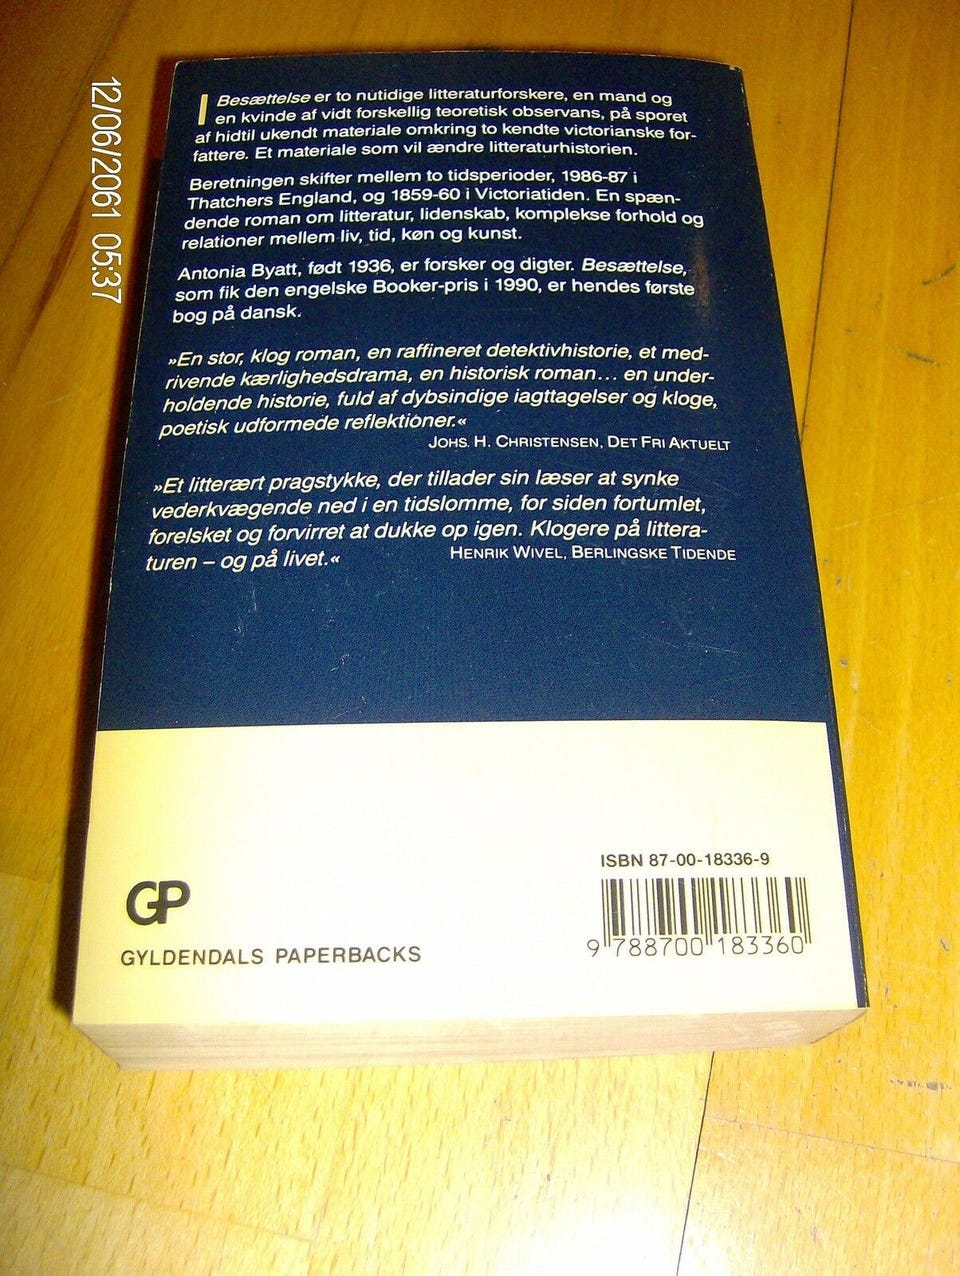 I Besættelse er to nutidige litteraturforskere, en mand og
en kvinde af vidt forskellig teoretisk observans, på sporet
af hidtil ukendt materiale omkring to kendte victorianske for-
fattere. Et materiale som vil ændre litteraturhistorien.
Beretningen skifter mellem to tidsperioder, 1986-87 i
Thatchers England, og 1859-60 i Victoriatiden. En spæn-
dende roman om litteratur, lidenskab, komplekse forhold og
relationer mellem liv, tid, køn og kunst.
Antonia Byatt, født 1936, er forsker og digter. Besættelse,
som fik den engelske Booker-pris i 1990, er hendes første
bog på dansk.
»En stor, klog roman, en raffineret detektivhistorie, et med-
rivende kærlighedsdrama, en historisk roman... en under-
holdende historie, fuld af dybsindige iagttagelser og kloge,
poetisk udformede reflektioner.«
JOHS. H. CHRISTENSEN, DET FRI AKTUELT
»Et litterært pragstykke, der tillader sin læser at synke
vederkvægende ned i en tidslomme, for siden fortumlet,
forelsket og forvirret at dukke op igen. Klogere på littera-
turen – og på livet.« HENRIK WIVEL, BERLINGSKE TIDENDE
ISBN 87-00-18336-9
9 788700 183360
GP
GYLDENDALS PAPERBACKS
12/06/2061 05:37